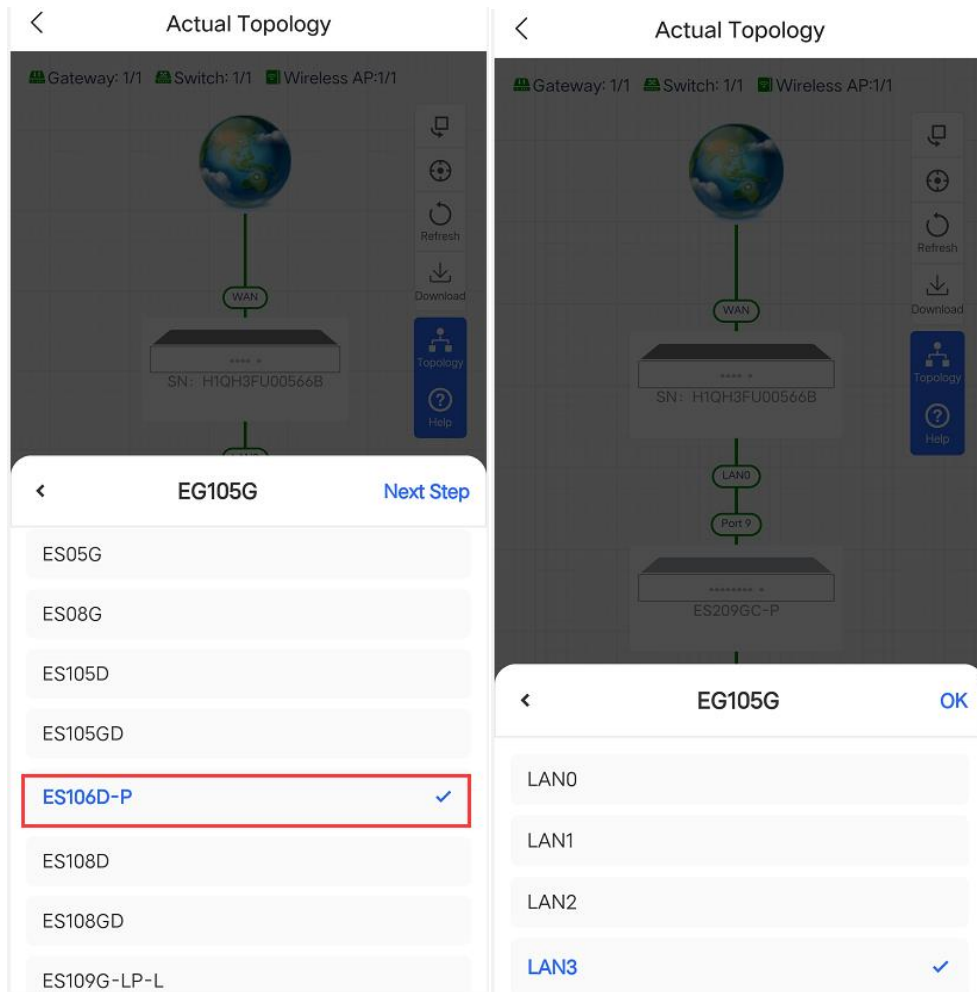 Actual Topology
Gateway: 1/1 Switch: 1/1 Wireless AP:1/1
Refresh
Download
WAN
SN: H1QH3FU00566B
Topology
Help
EG105G
Next Step
ES05G
ES08G
ES105D
ES105GD
ES106D-P
ES108D
ES108GD
ES109G-LP-L
Actual Topology
Gateway: 1/1 Switch: 1/1 Wireless AP:1/1
Refresh
Download
WAN
SN: H1QH3FU00566B
Topology
Help
LAN0
Port 9
ES209GC-P
EG105G
OK
LAN0
LAN1
LAN2
LAN3